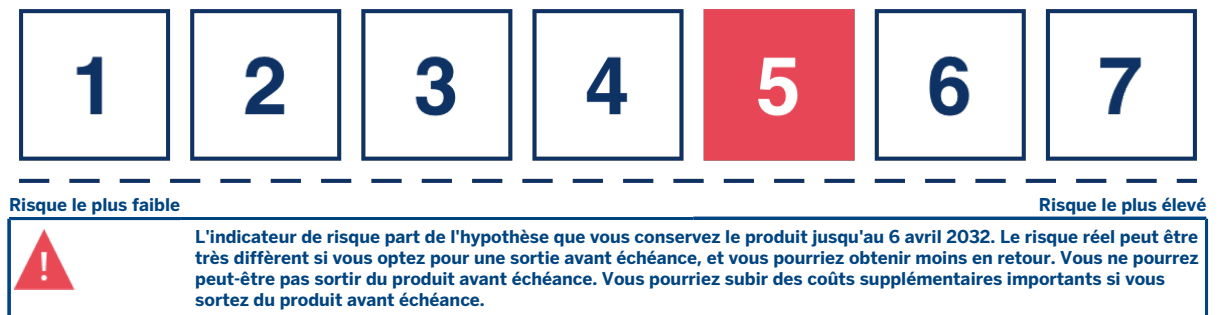 1 2 3 4 5 6 7
Risque le plus faible Risque le plus élevé
!
L'indicateur de risque part de l'hypothèse que vous conservez le produit jusqu'au 6 avril 2032. Le risque réel peut être
très diffèrent si vous optez pour une sortie avant échéance, et vous pourriez obtenir moins en retour. Vous ne pourrez
peut-être pas sortir du produit avant échéance. Vous pourriez subir des coûts supplémentaires importants si vous
sortez du produit avant échéance.